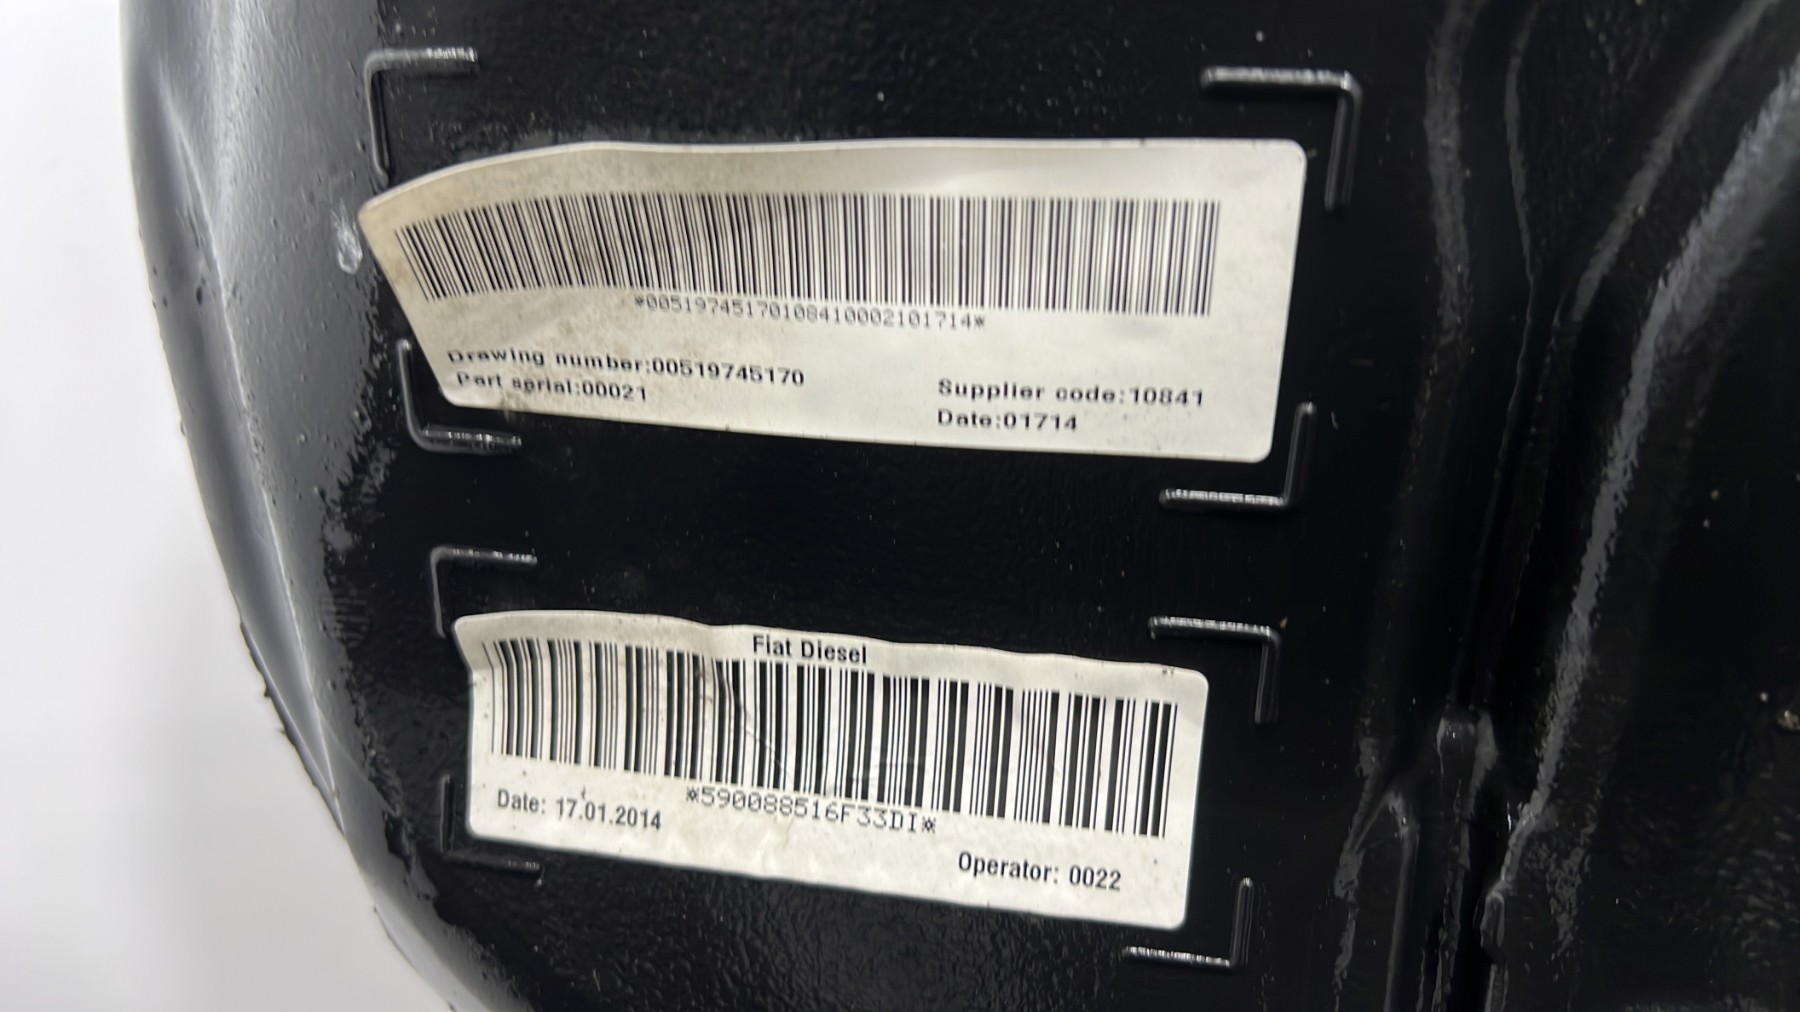 *00519745170108410002101714*
Drawing number:00519745170
Part serial:00021
Supplier code:10841
Date:01714
Fiat Diesel
*590088516F33DI*
Date: 17.01.2014
Operator: 0022